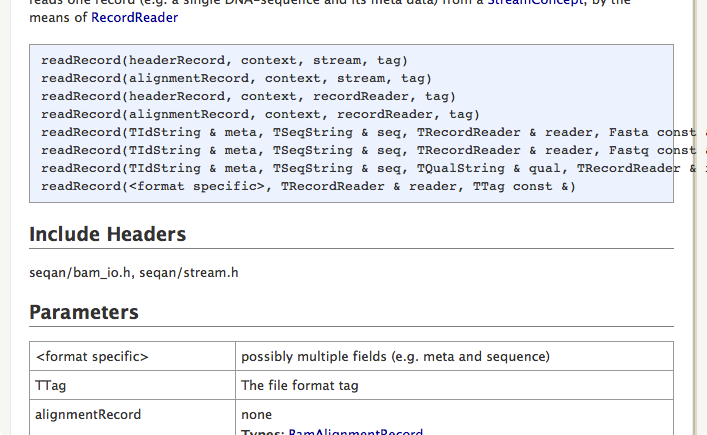 reads one record (e.g. a single DNA-sequence and its meta data) from a StreamConcept, by the
means of RecordReader
readRecord(headerRecord, context, stream, tag)
readRecord(alignmentRecord, context, stream, tag)
readRecord(headerRecord, context, recordReader, tag)
readRecord(alignmentRecord, context, recordReader, tag)
readRecord(TIdString & meta, TSeqString & seq, TRecordReader & reader, Fasta const &
readRecord(TIdString & meta, TSeqString & seq, TRecordReader & reader, Fastq const &
readRecord(TIdString & meta, TSeqString & seq, TQualString & qual, TRecordReader &
readRecord(<format specific>, TRecordReader & reader, TTag const &)
Include Headers
seqan/bam_io.h, seqan/stream.h
Parameters
<format specific> possibly multiple fields (e.g. meta and sequence)
TTag The file format tag
alignmentRecord none
Types: BamAlignmentRecord